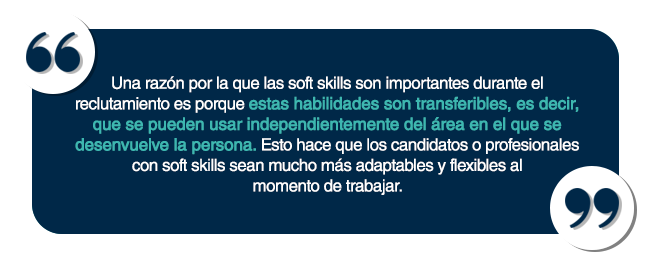 Una razón por la que las soft skills son importantes durante el
reclutamiento es porque estas habilidades son transferibles, es decir,
que se pueden usar independientemente del área en el que se
desenvuelve la persona. Esto hace que los candidatos o profesionales
con soft skills sean mucho más adaptables y flexibles al
momento de trabajar.